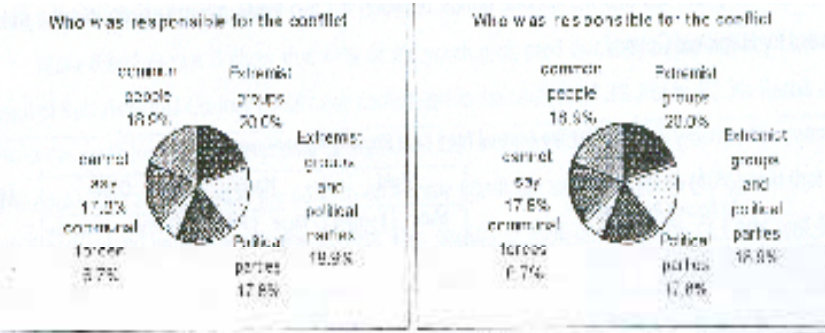 Who was responsible for the conflict
common
people
18.9%
Extremist
groups
20.0%
Extremist
groups
and
political
parties
18.9%
Political
parties
17.8%
communal
forces
6.7%
cannot
say
17.8%
Who was responsible for the conflict
common
people
18.9%
Extremist
groups
20.0%
Extremist
groups
and
political
parties
18.9%
Political
parties
17.8%
communal
forces
6.7%
cannot
say
17.8%